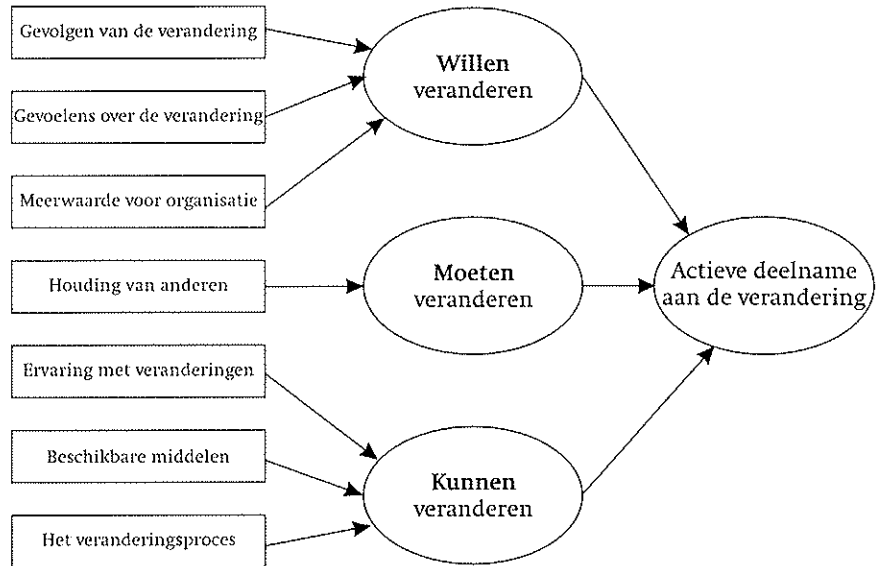 Gevolgen van de verandering
Gevoelens over de verandering
Meerwaarde voor organisatie
Houding van anderen
Ervaring met veranderingen
Beschikbare middelen
Het veranderingsproces
Willen
veranderen
Moeten
veranderen
Kunnen
veranderen
Actieve deelname
aan de verandering